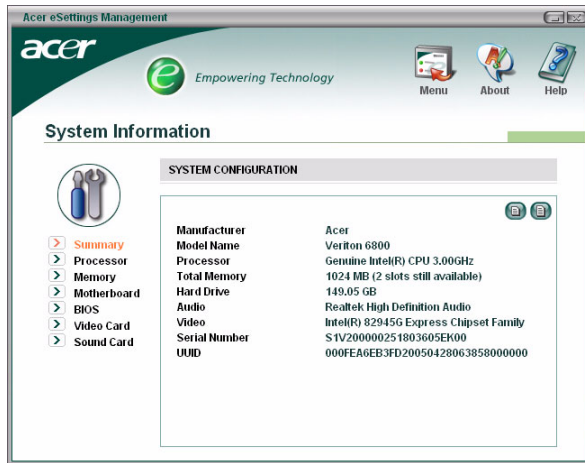 Acer eSettings Management
acer
e Empowering Technology
Menu
About
Help
System Information
SYSTEM CONFIGURATION
Summary
Processor
Memory
Motherboard
BIOS
Video Card
Sound Card
Manufacturer Acer
Model Name Veriton 6800
Processor Genuine Intel(R) CPU 3.00GHz
Total Memory 1024 MB (2 slots still available)
Hard Drive 149.05 GB
Audio Realtek High Definition Audio
Video Intel(R) 82945G Express Chipset Family
Serial Number S1V200000251803605EK00
UUID 000FEA6EB3FD20050428063858000000